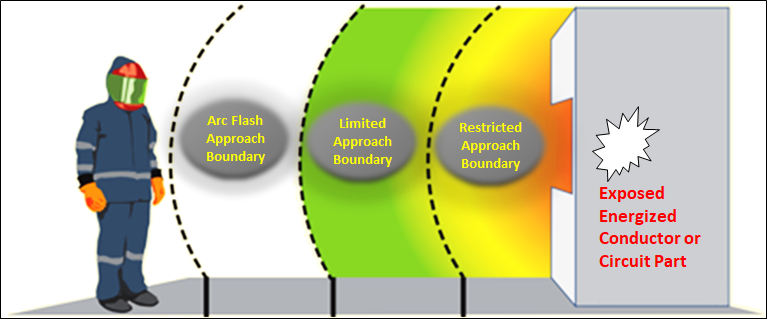 Arc Flash
Approach
Boundary
Limited
Approach
Boundary
Restricted
Approach
Boundary
Exposed
Energized
Conductor or
Circuit Part